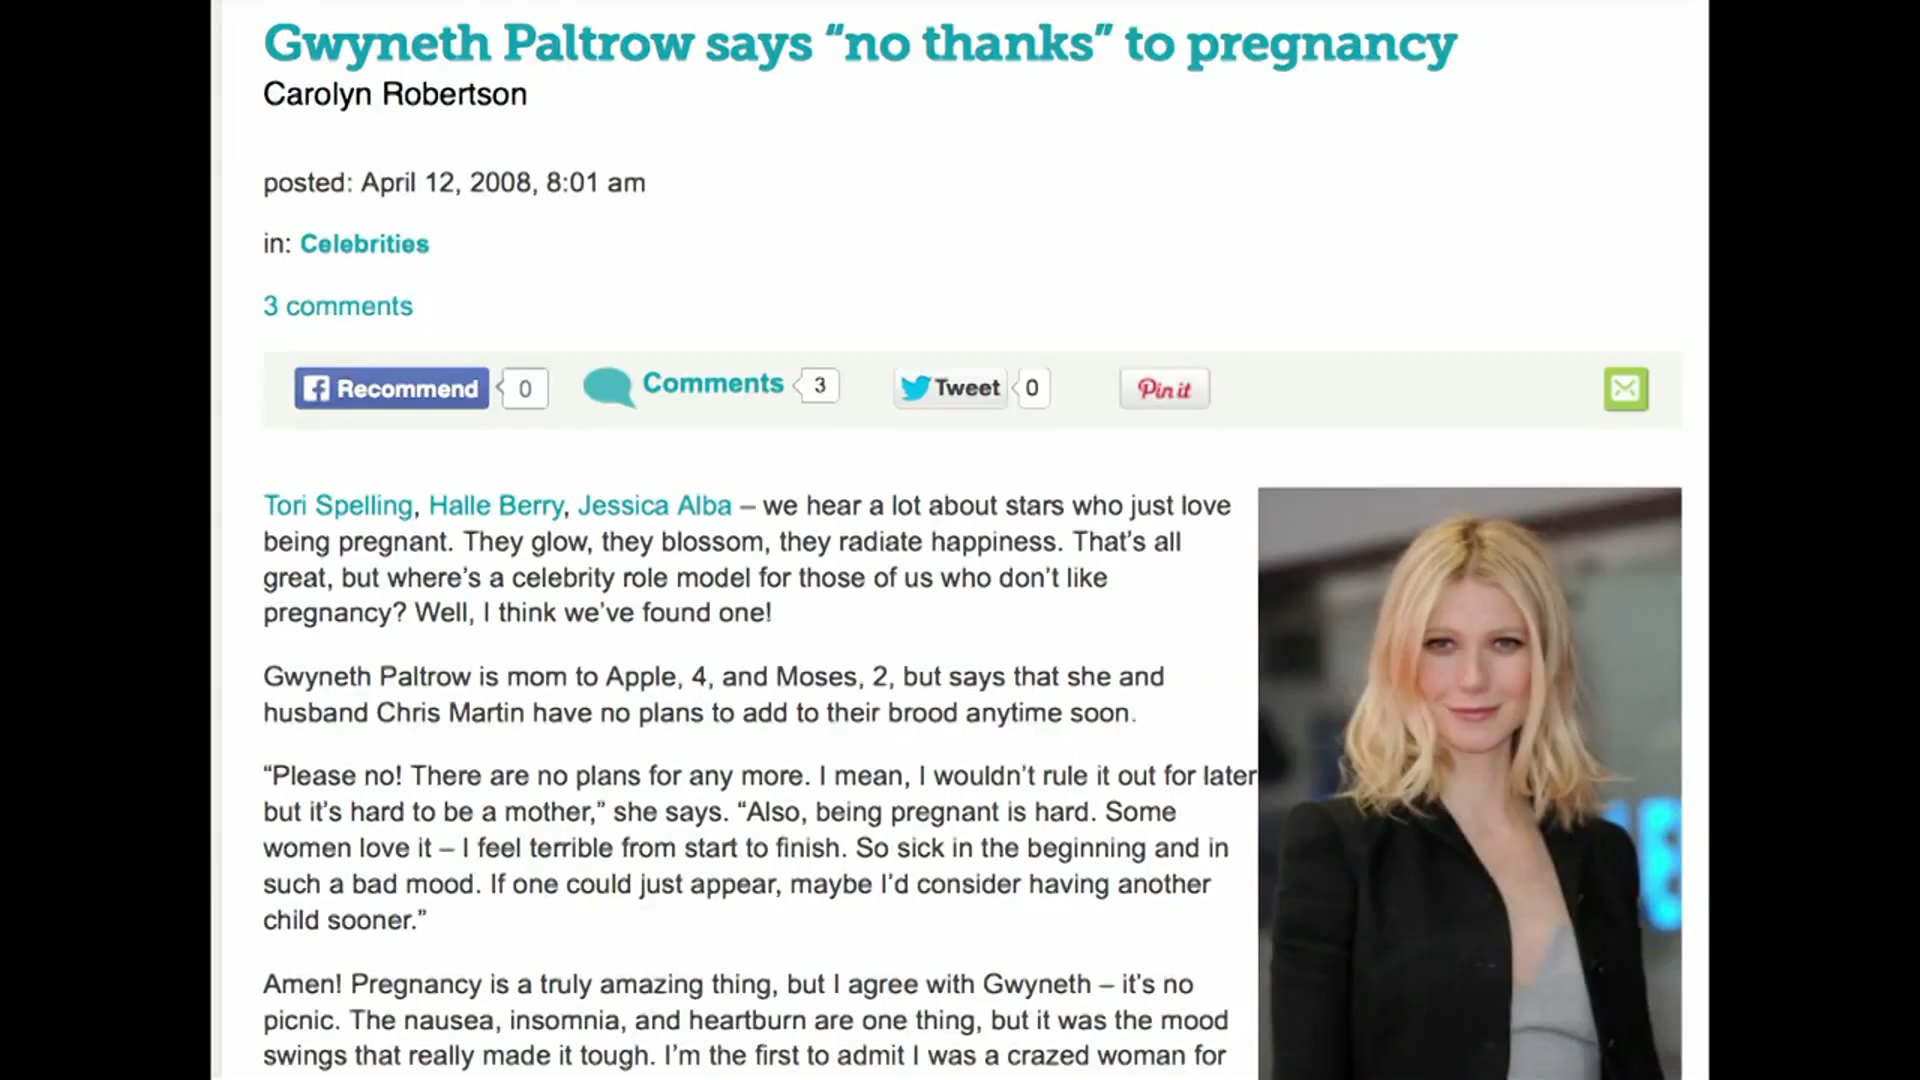 Gwyneth Paltrow says “no thanks” to pregnancy
Carolyn Robertson
posted: April 12, 2008, 8:01 am
in: Celebrities
3 comments
Recommend 0 Comments 3 Tweet 0 Pin it
Tori Spelling, Halle Berry, Jessica Alba – we hear a lot about stars who just love
being pregnant. They glow, they blossom, they radiate happiness. That’s all
great, but where’s a celebrity role model for those of us who don’t like
pregnancy? Well, I think we’ve found one!
Gwyneth Paltrow is mom to Apple, 4, and Moses, 2, but says that she and
husband Chris Martin have no plans to add to their brood anytime soon.
“Please no! There are no plans for any more. I mean, I wouldn’t rule it out for later
but it’s hard to be a mother,” she says. “Also, being pregnant is hard. Some
women love it – I feel terrible from start to finish. So sick in the beginning and in
such a bad mood. If one could just appear, maybe I’d consider having another
child sooner.”
Amen! Pregnancy is a truly amazing thing, but I agree with Gwyneth – it’s no
picnic. The nausea, insomnia, and heartburn are one thing, but it was the mood
swings that really made it tough. I’m the first to admit I was a crazed woman for